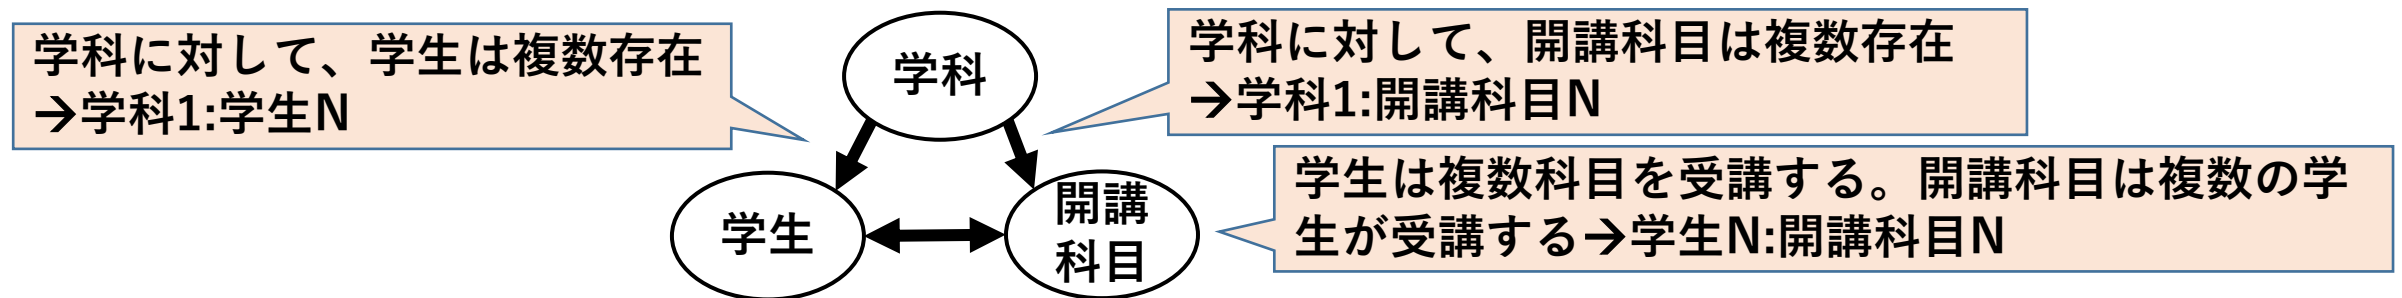 学科に対して、学生は複数存在
→学科1:学生N
学科
学科に対して、開講科目は複数存在
→学科1:開講科目N
学生
開講
科目
学生は複数科目を受講する。開講科目は複数の学
生が受講する→学生N:開講科目N